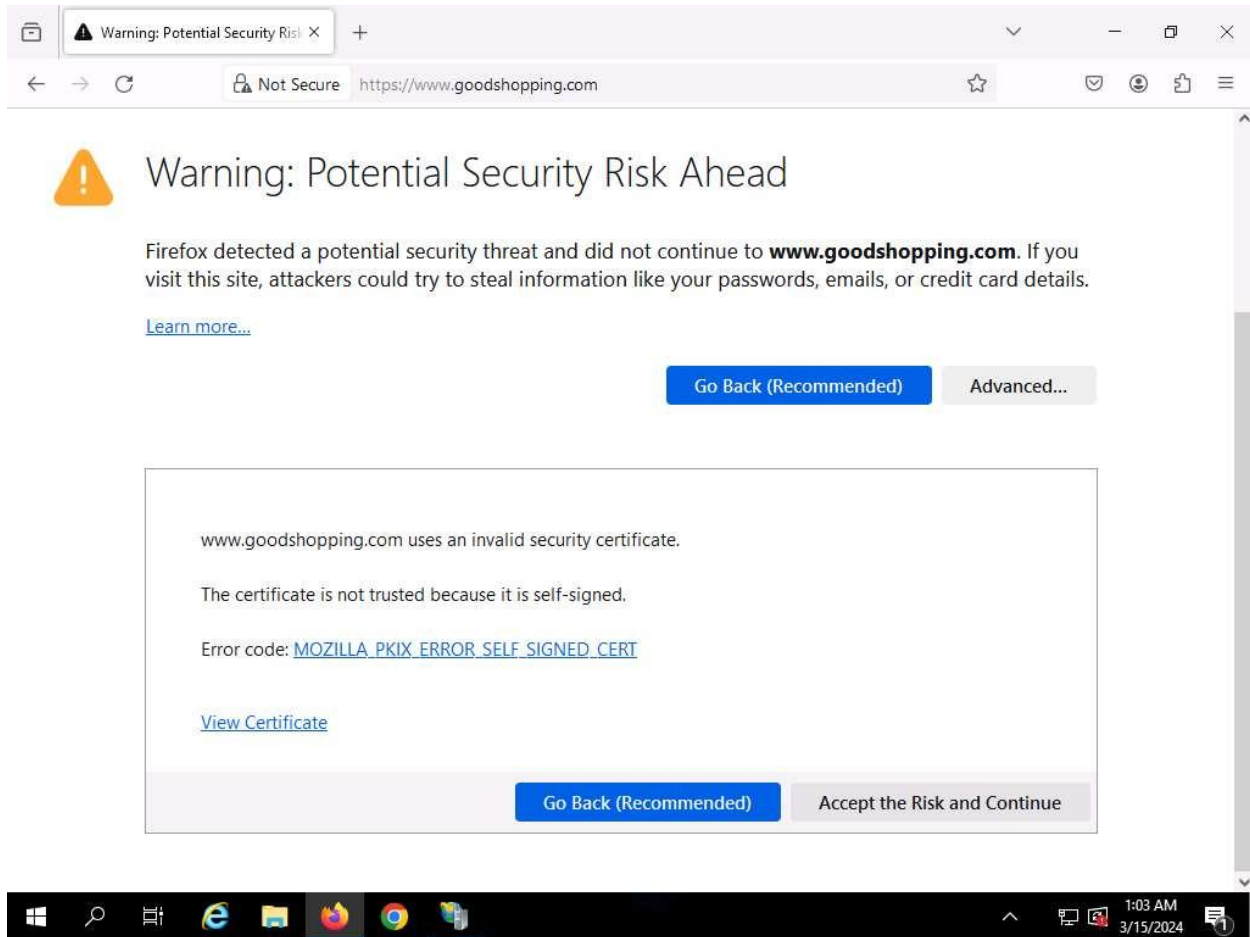 Warning: Potential Security Ris
Not Secure https://www.goodshopping.com
Warning: Potential Security Risk Ahead
Firefox detected a potential security threat and did not continue to www.goodshopping.com. If you
visit this site, attackers could try to steal information like your passwords, emails, or credit card details.
Learn more...
Go Back (Recommended) Advanced...
www.goodshopping.com uses an invalid security certificate.
The certificate is not trusted because it is self-signed.
Error code: MOZILLA_PKIX_ERROR_SELF_SIGNED_CERT
View Certificate
Go Back (Recommended) Accept the Risk and Continue
1:03 AM
3/15/2024
1